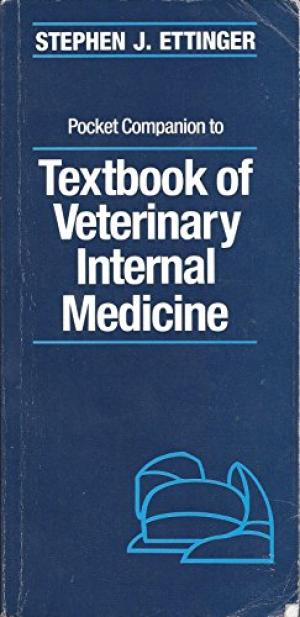 STEPHEN J. ETTINGER
Pocket Companion to
Textbook of
Veterinary
Internal
Medicine